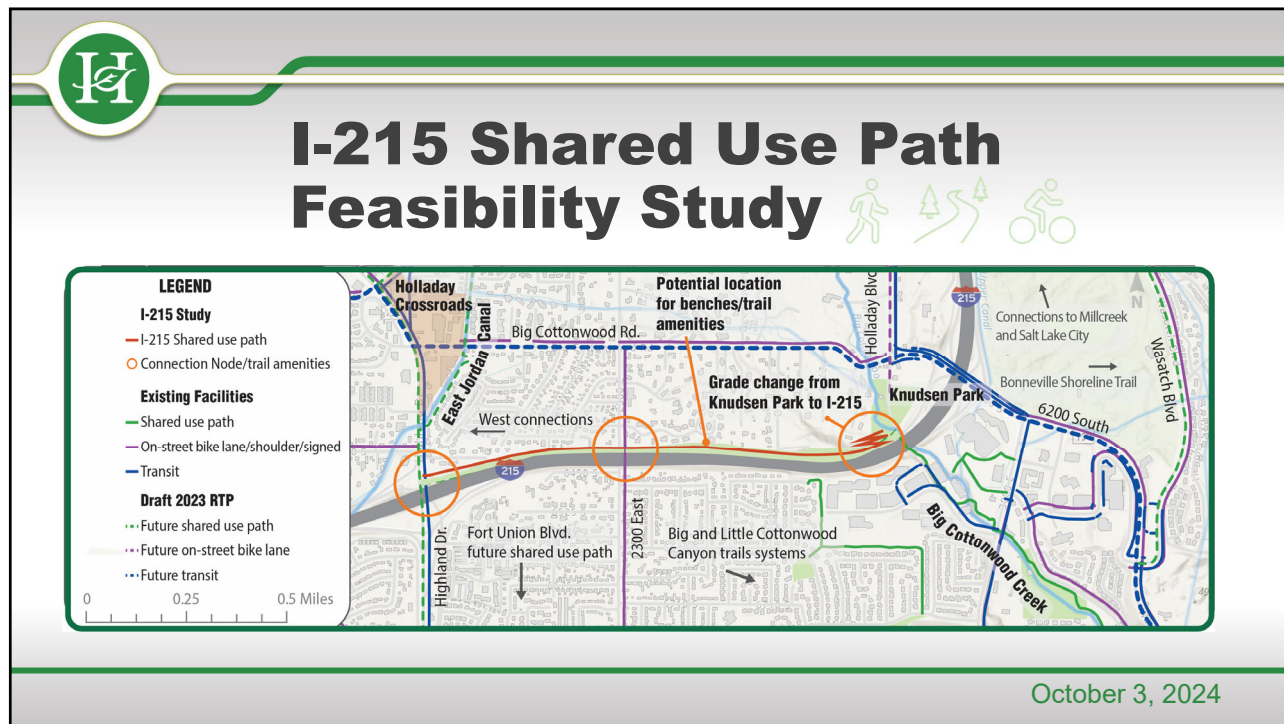 I-215 Shared Use Path
Feasibility Study
LEGEND
I-215 Study
I-215 Shared use path
Connection Node/trail amenities
Existing Facilities
Shared use path
On-street bike lane/shoulder/signed
Transit
Draft 2023 RTP
Future shared use path
Future on-street bike lane
Future transit
0 0.25 0.5 Miles
Holladay
Crossroads
East Jordan Canal
Big Cottonwood Rd.
Potential location
for benches/trail
amenities
Holladay Blvd
215
Connections to Millcreek
and Salt Lake City
N
Wasatch Blvd
Bonneville Shoreline Trail
Grade change from
Knudsen Park to I-215
Knudsen Park
6200 South
West connections
215
Highland Dr.
Fort Union Blvd.
future shared use path
2300 East
Big and Little Cottonwood
Canyon trails systems
Big Cottonwood Creek
October 3, 2024